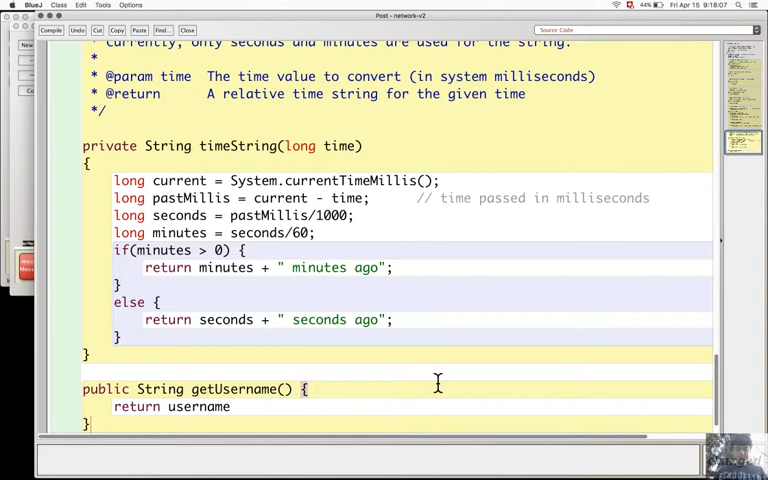 BlueJ Class Edit Tools Options 44% Fri Apr 15 9:18:07
Post - network-v2
Compile Undo Cut Copy Paste Find... Close Source Code
* Currently, only seconds and minutes are used for the string.
*
* @param time The time value to convert (in system milliseconds)
* @return A relative time string for the given time
*/
private String timeString(long time)
{
long current = System.currentTimeMillis();
long pastMillis = current - time; // time passed in milliseconds
long seconds = pastMillis/1000;
long minutes = seconds/60;
if(minutes > 0) {
return minutes + " minutes ago";
}
else {
return seconds + " seconds ago";
}
}
public String getUsername() {
return username
}